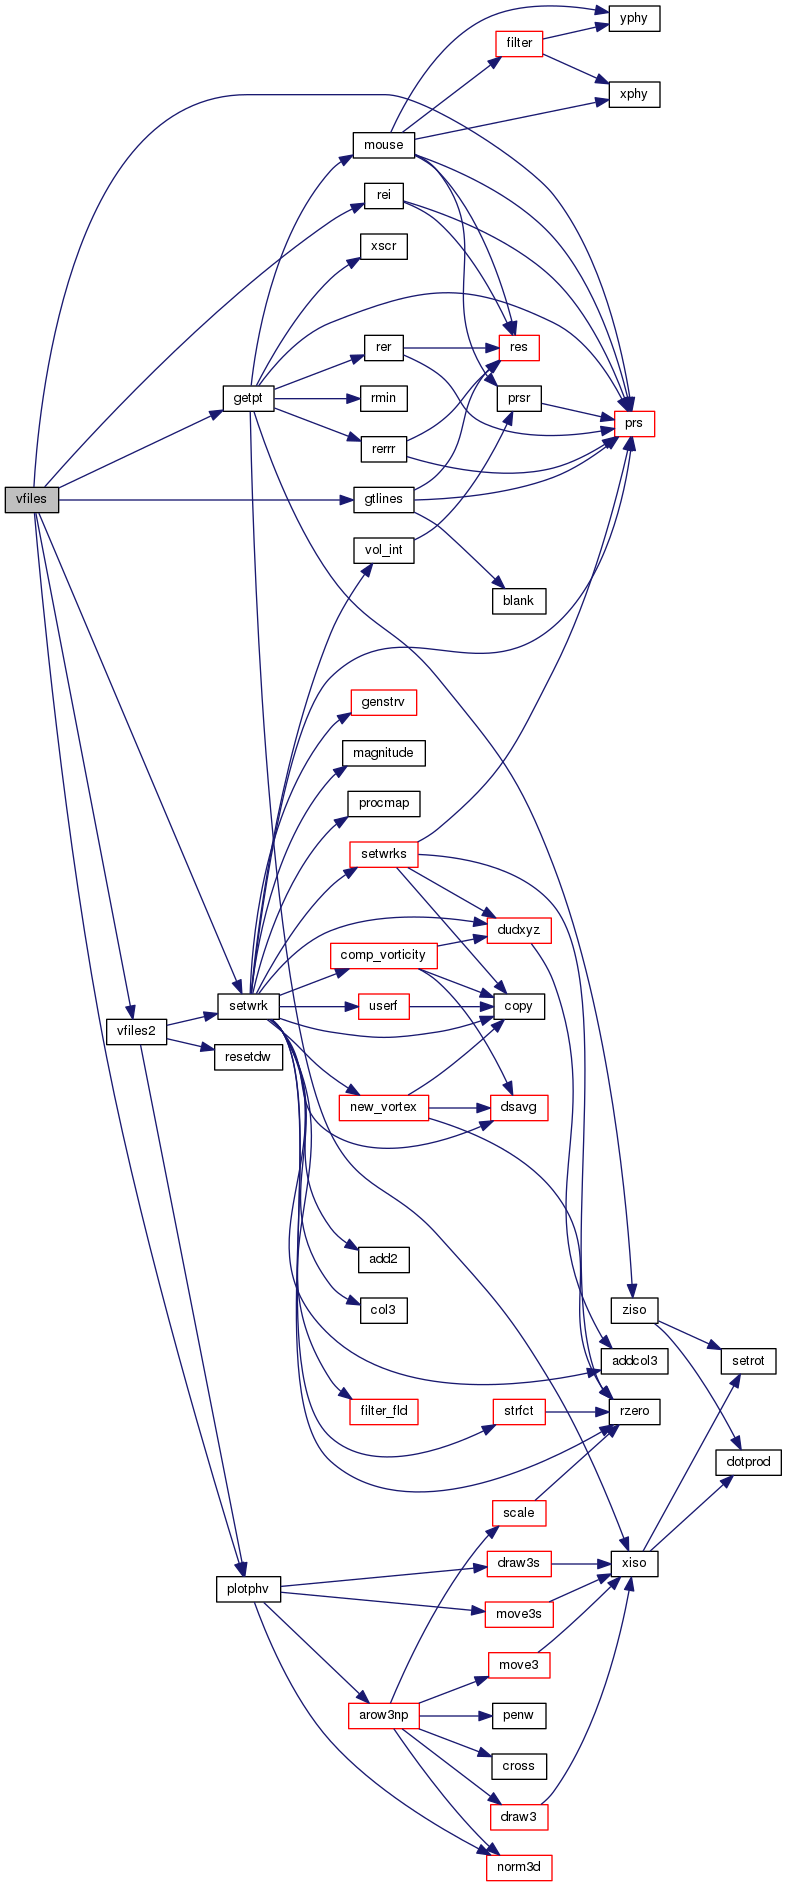 yphy
filter
xphy
mouse
rei
xscr
rer
res
getpt
rmin
prsr
prs
rerrr
vfiles
gtlines
vol_int
blank
genstrv
magnitude
procmap
setwrks
dudxyz
comp_vorticity
setwrk
userf
copy
vfiles2
resetdw
new_vortex
dsavg
add2
col3
ziso
addcol3
setrot
filter_fld
strfct
rzero
dotprod
scale
draw3s
xiso
plotphv
move3s
move3
arow3np
penw
cross
draw3
norm3d